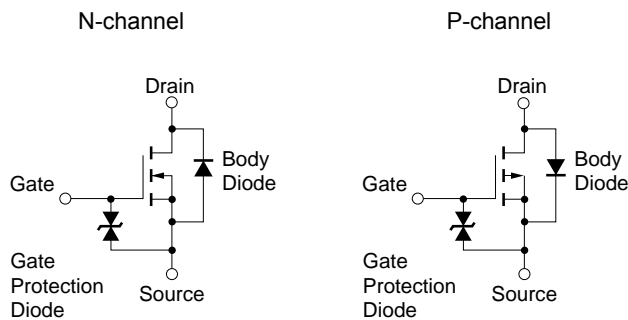 N-channel
Drain
Body
Diode
Gate
Gate
Protection
Diode
Source
P-channel
Drain
Body
Diode
Gate
Gate
Protection
Diode
Source